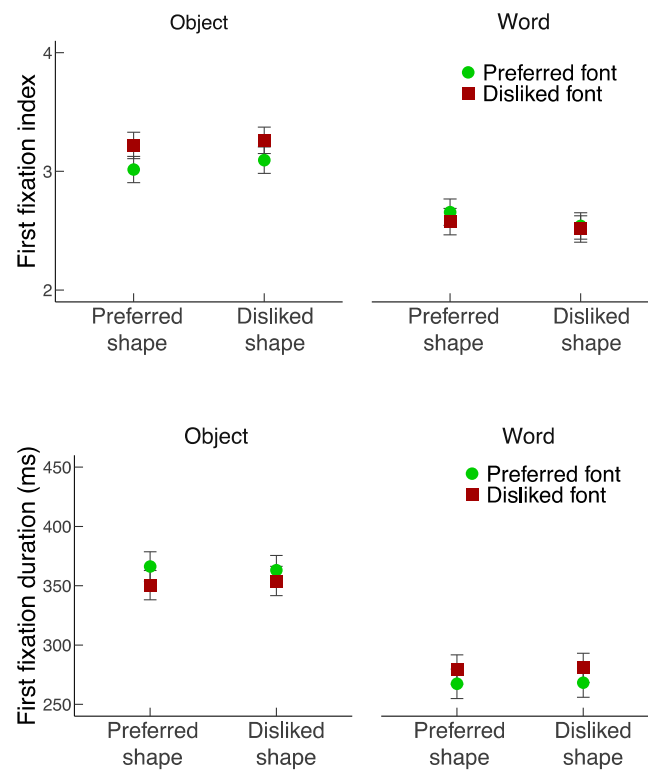 Object
Word
First fixation index
4
3
2
Preferred font
Disliked font
Preferred
shape
Disliked
shape
Preferred
shape
Disliked
shape
Object
Word
First fixation duration (ms)
450
400
350
300
250
Preferred font
Disliked font
Preferred
shape
Disliked
shape
Preferred
shape
Disliked
shape